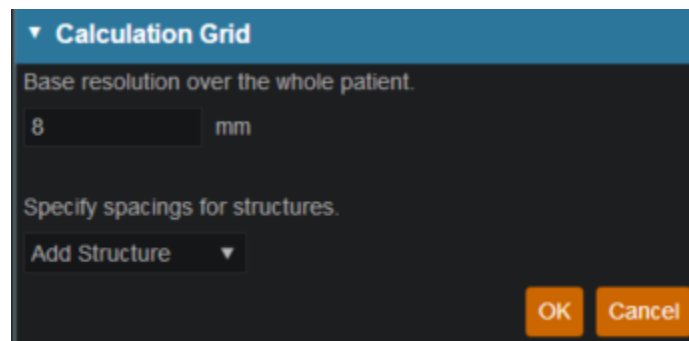 Calculation Grid
Base resolution over the whole patient.
8 mm
Specify spacings for structures.
Add Structure
OK Cancel